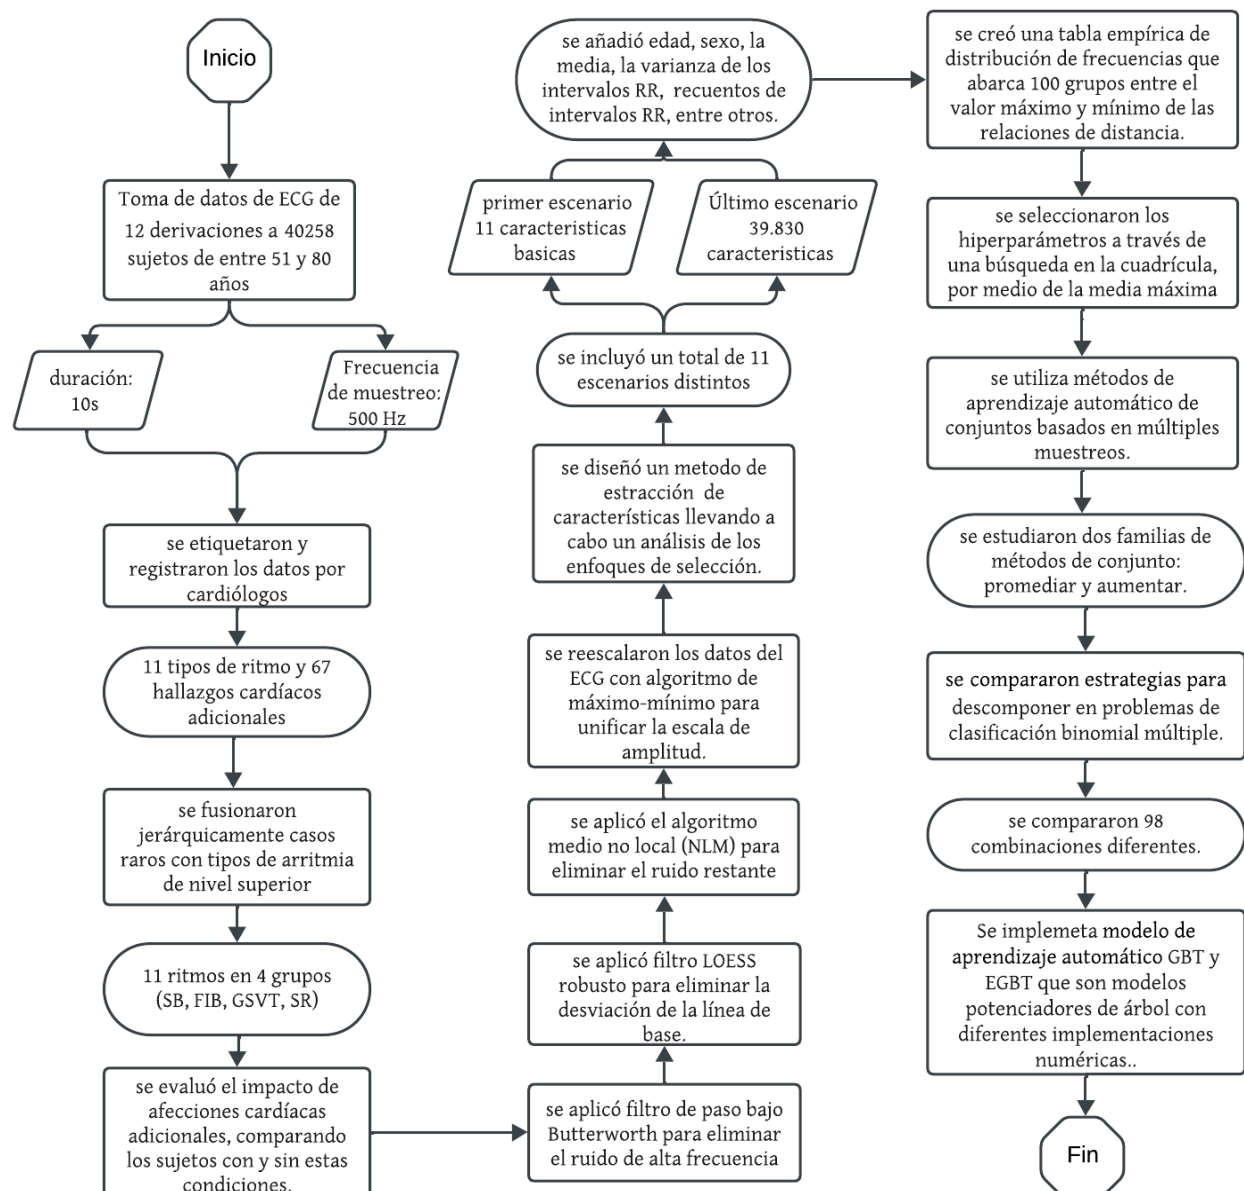 Inicio
Toma de datos de ECG de
12 derivaciones a 40258
sujetos de entre 51 y 80
años
duración:
10s
Frecuencia
de muestreo:
500 Hz
se etiquetaron y
registraron los datos por
cardiólogos
11 tipos de ritmo y 67
hallazgos cardíacos
adicionales
se fusionaron
jerárquicamente casos
raros con tipos de arritmia
de nivel superior
11 ritmos en 4 grupos
(SB, FIB, GSVT, SR)
se evaluó el impacto de
afecciones cardíacas
adicionales, comparando
los sujetos con y sin estas
condiciones.
se aplicó filtro de paso bajo
Butterworth para eliminar
el ruido de alta frecuencia
se aplicó filtro LOESS
robusto para eliminar la
desviación de la línea de
base.
se aplicó el algoritmo
medio no local (NLM) para
eliminar el ruido restante
se reescalaron los datos del
ECG con algoritmo de
máximo-mínimo para
unificar la escala de
amplitud.
se diseñó un metodo de
estracción de
características llevando a
cabo un análisis de los
enfoques de selección.
se incluyó un total de 11
escenarios distintos
primer escenario
11 caracteristicas
basicas
Último escenario
39.830
caracteristicas
se añadió edad, sexo, la
media, la varianza de los
intervalos RR, recuentos de
intervalos RR, entre otros.
se creó una tabla empírica de
distribución de frecuencias que
abarca 100 grupos entre el
valor máximo y mínimo de las
relaciones de distancia.
se seleccionaron los
hiperparámetros a través de
una búsqueda en la cuadrícula,
por medio de la media máxima
se utiliza métodos de
aprendizaje automático de
conjuntos basados en múltiples
muestreos.
se estudiaron dos familias de
métodos de conjunto:
promediar y aumentar.
se compararon estrategias para
descomponer en problemas de
clasificación binomial múltiple.
se compararon 98
combinaciones diferentes.
Se implemeta modelo de
aprendizaje automático GBT y
EGBT que son modelos
potenciadores de árbol con
diferentes implementaciones
numéricas..
Fin